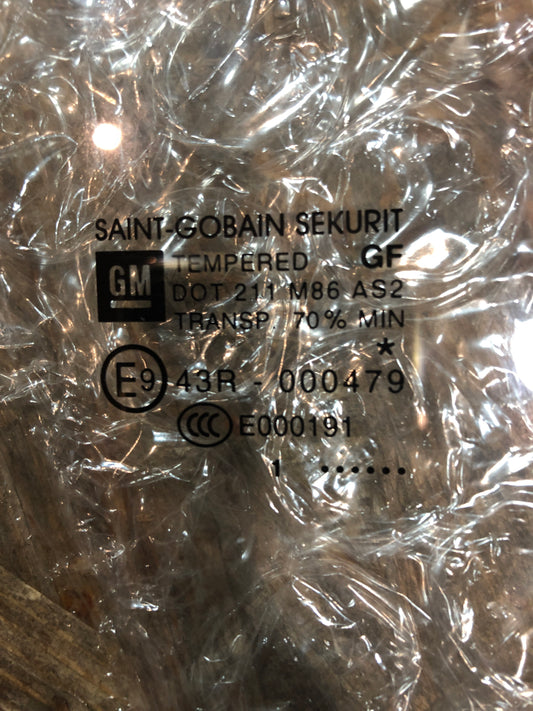 SAINT-GOBAIN SEKURIT
GM TEMPERED GF
DOT 211 M86 AS2
TRANSP. 70% MIN
*
E9 43R - 000479
CCC E000191
1 ••••••